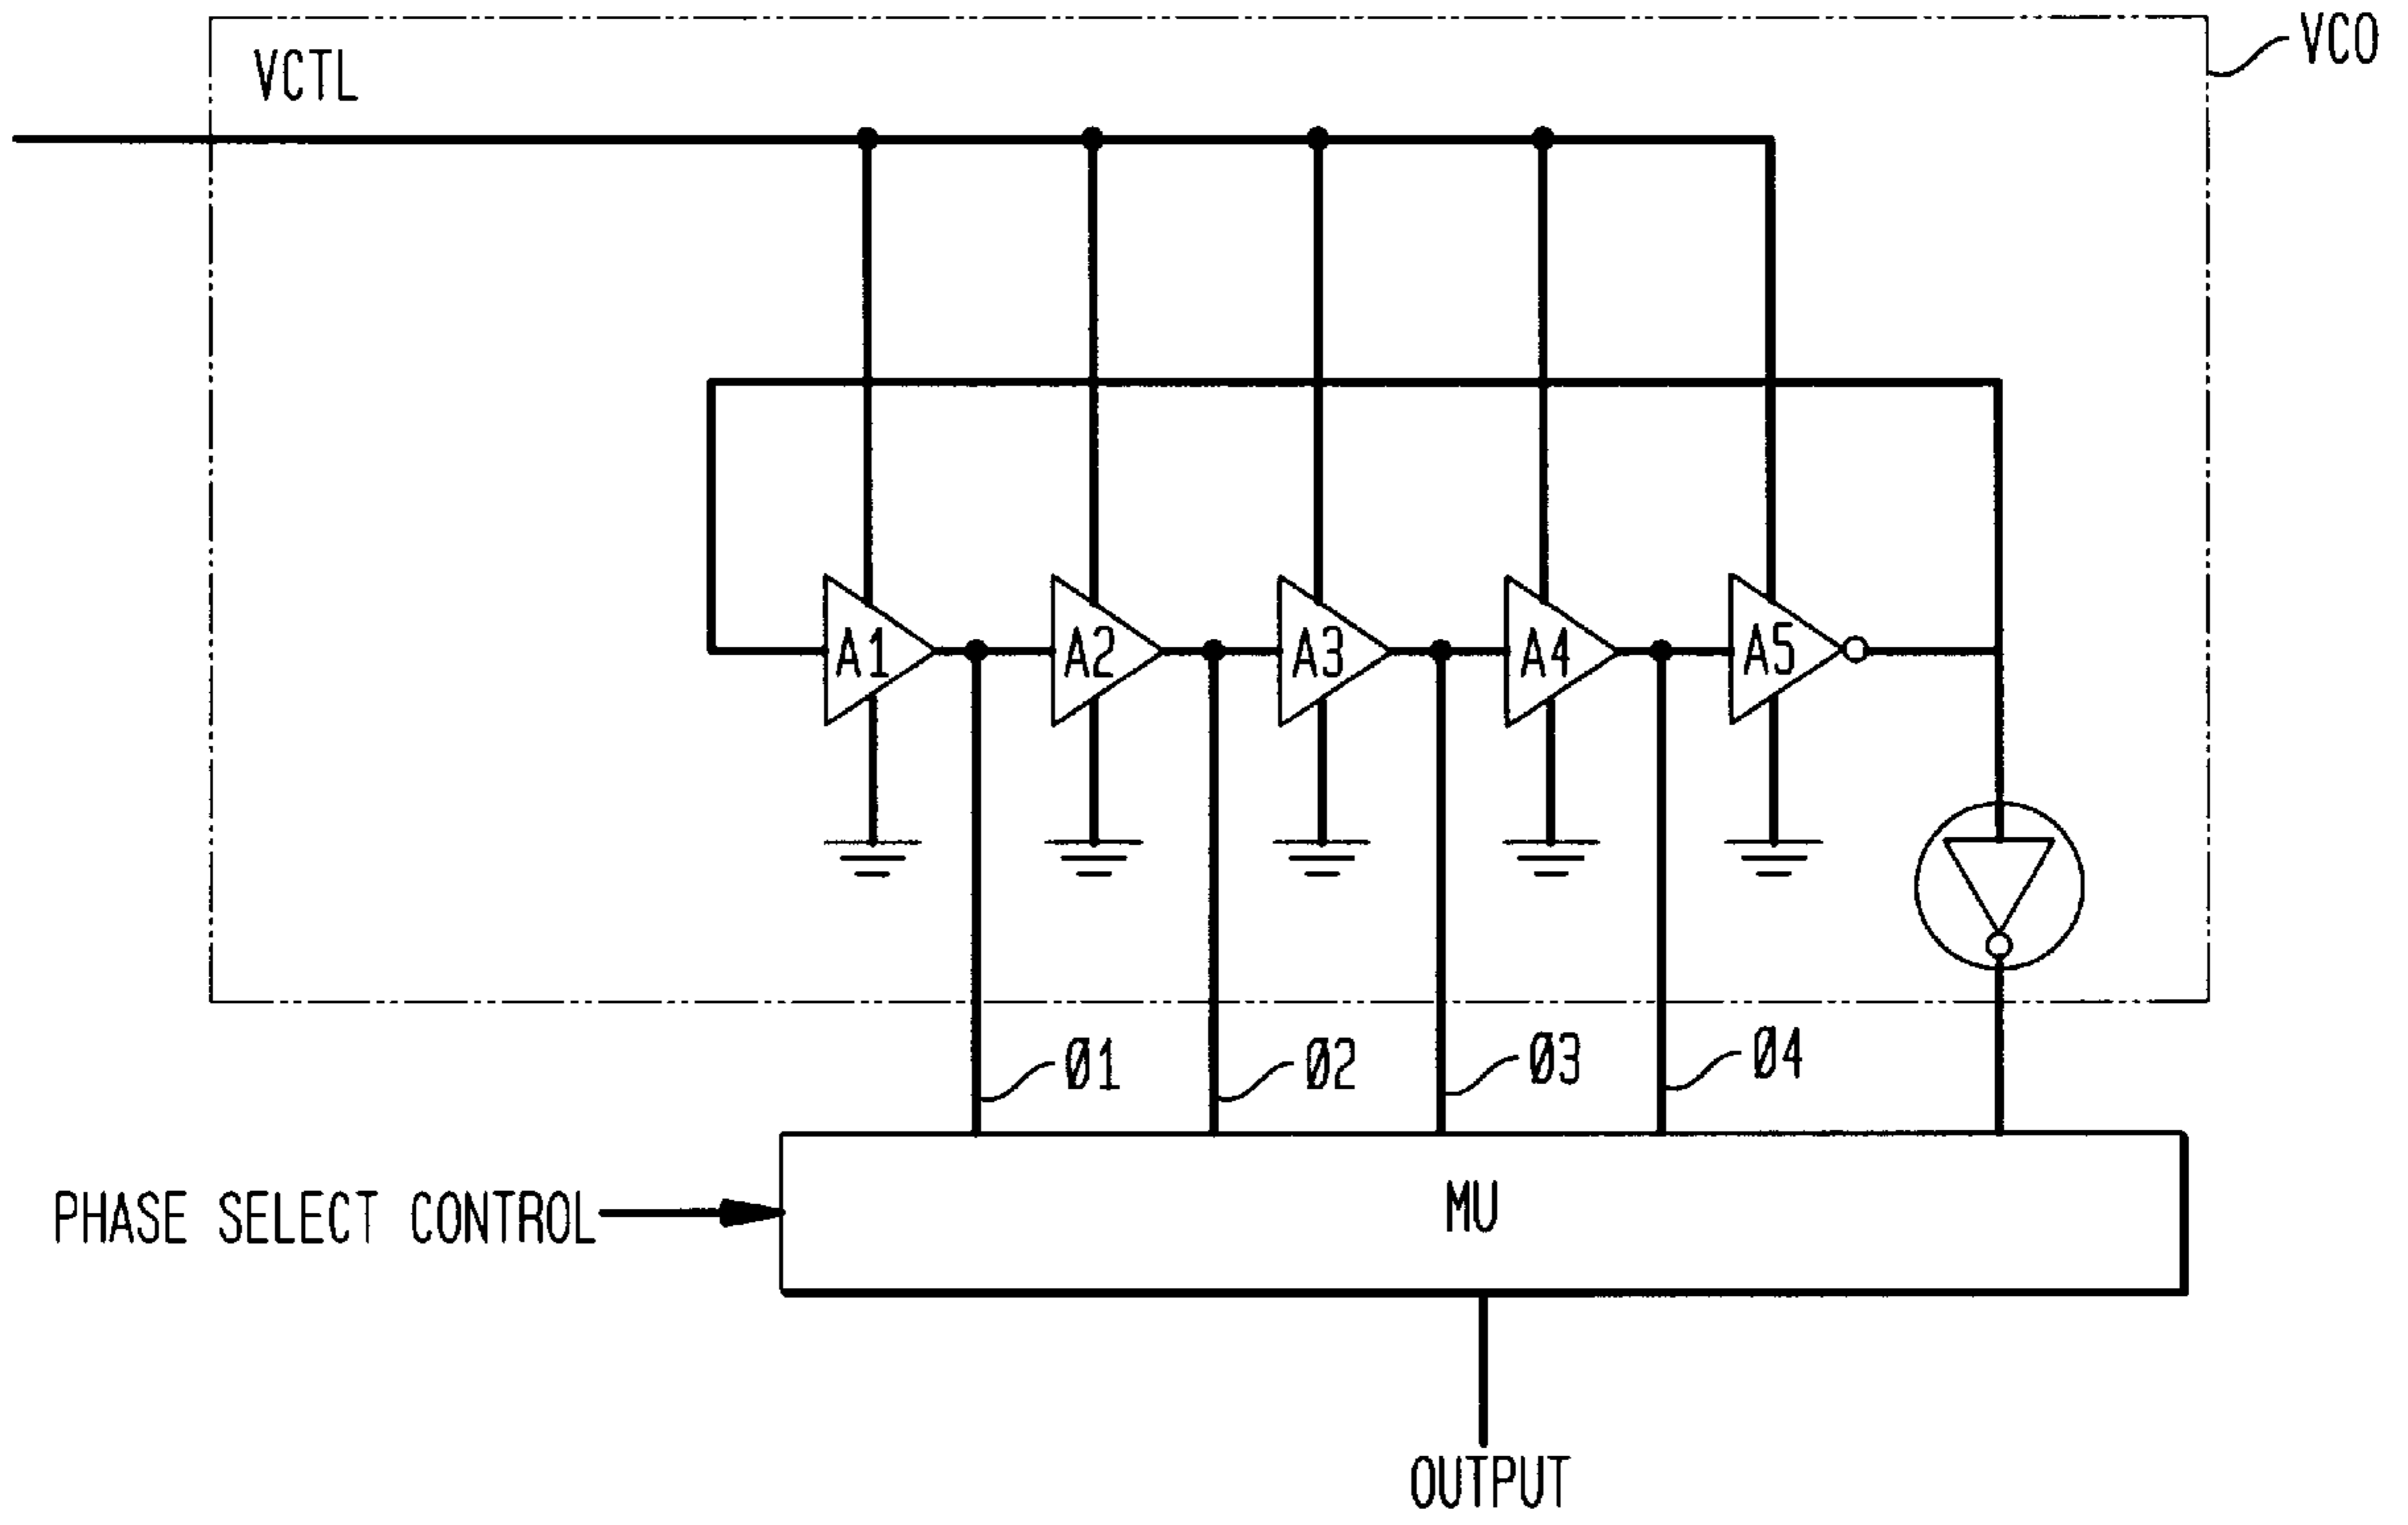 VCTL
VCO
A1
A2
A3
A4
A5
Ø1
Ø2
Ø3
Ø4
PHASE SELECT CONTROL
MU
OUTPUT